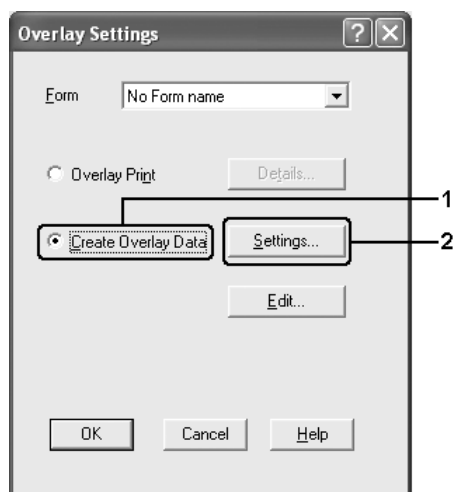 Overlay Settings
Form No Form name
Overlay Print Details...
1
Create Overlay Data Settings... 2
Edit...
OK Cancel Help